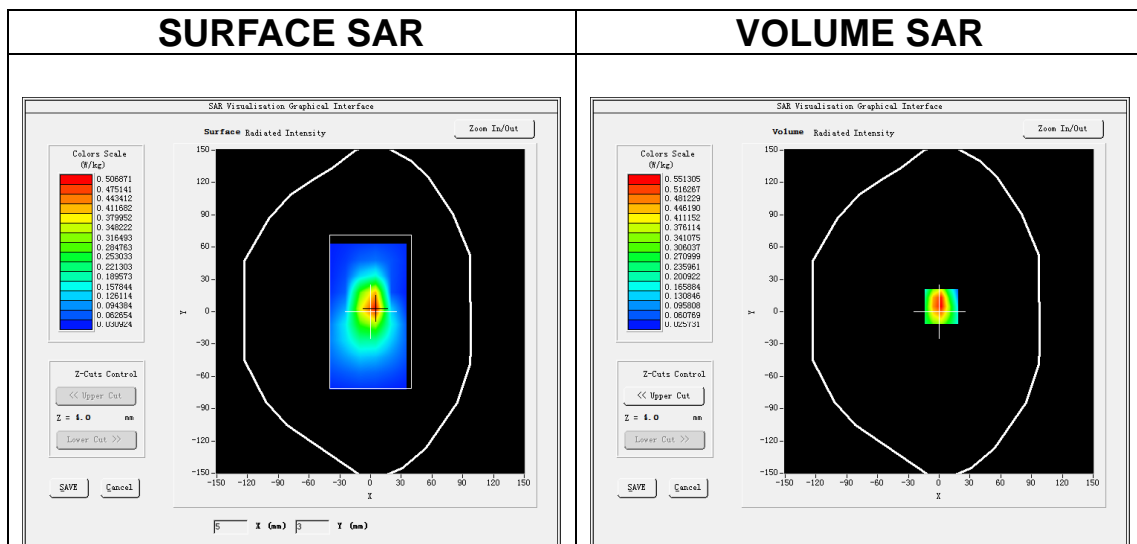 SURFACE SAR
VOLUME SAR
SAR Visualisation Graphical Interface
Surface Radiated Intensity
Zoom In/Out
Colors Scale
(W/kg)
0.506871
0.475141
0.443412
0.411682
0.379952
0.348222
0.316493
0.284763
0.253033
0.221303
0.189573
0.157844
0.126114
0.094384
0.062654
0.030924
150
120
90
60
30
0
-30
-60
-90
-120
-150
Y
-150 -120 -90 -60 -30 0 30 60 90 120 150
X
Z-Cuts Control
<< Upper Cut
Z = 4.0 mm
Lower Cut >>
SAVE Cancel
5 X (mm) 3 Y (mm)
SAR Visualisation Graphical Interface
Volume Radiated Intensity
Zoom In/Out
Colors Scale
(W/kg)
0.551305
0.516267
0.481229
0.446190
0.411152
0.376114
0.341075
0.306037
0.270999
0.235961
0.200922
0.165884
0.130846
0.095808
0.060769
0.025731
150
120
90
60
30
0
-30
-60
-90
-120
-150
Y
-150 -120 -90 -60 -30 0 30 60 90 120 150
X
Z-Cuts Control
<< Upper Cut
Z = 4.0 mm
Lower Cut >>
SAVE Cancel